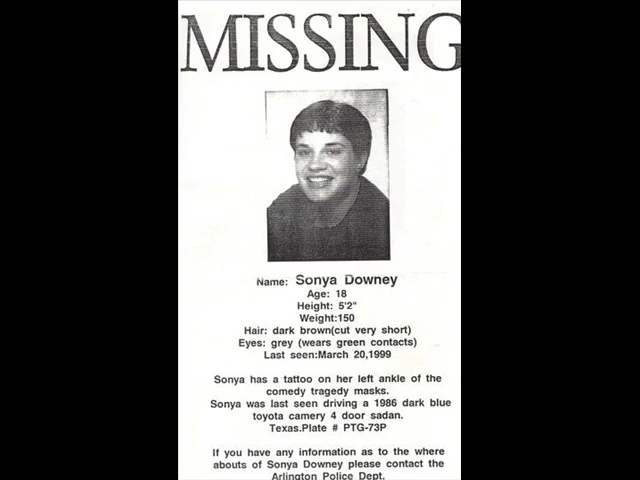 MISSING
Name: Sonya Downey
Age: 18
Height: 5'2"
Weight:150
Hair: dark brown(cut very short)
Eyes: grey (wears green contacts)
Last seen:March 20,1999
Sonya has a tattoo on her left ankle of the
comedy tragedy masks.
Sonya was last seen driving a 1986 dark blue
toyota camery 4 door sadan.
Texas.Plate # PTG-73P
If you have any information as to the where
abouts of Sonya Downey please contact the
Arlington Police Dept.